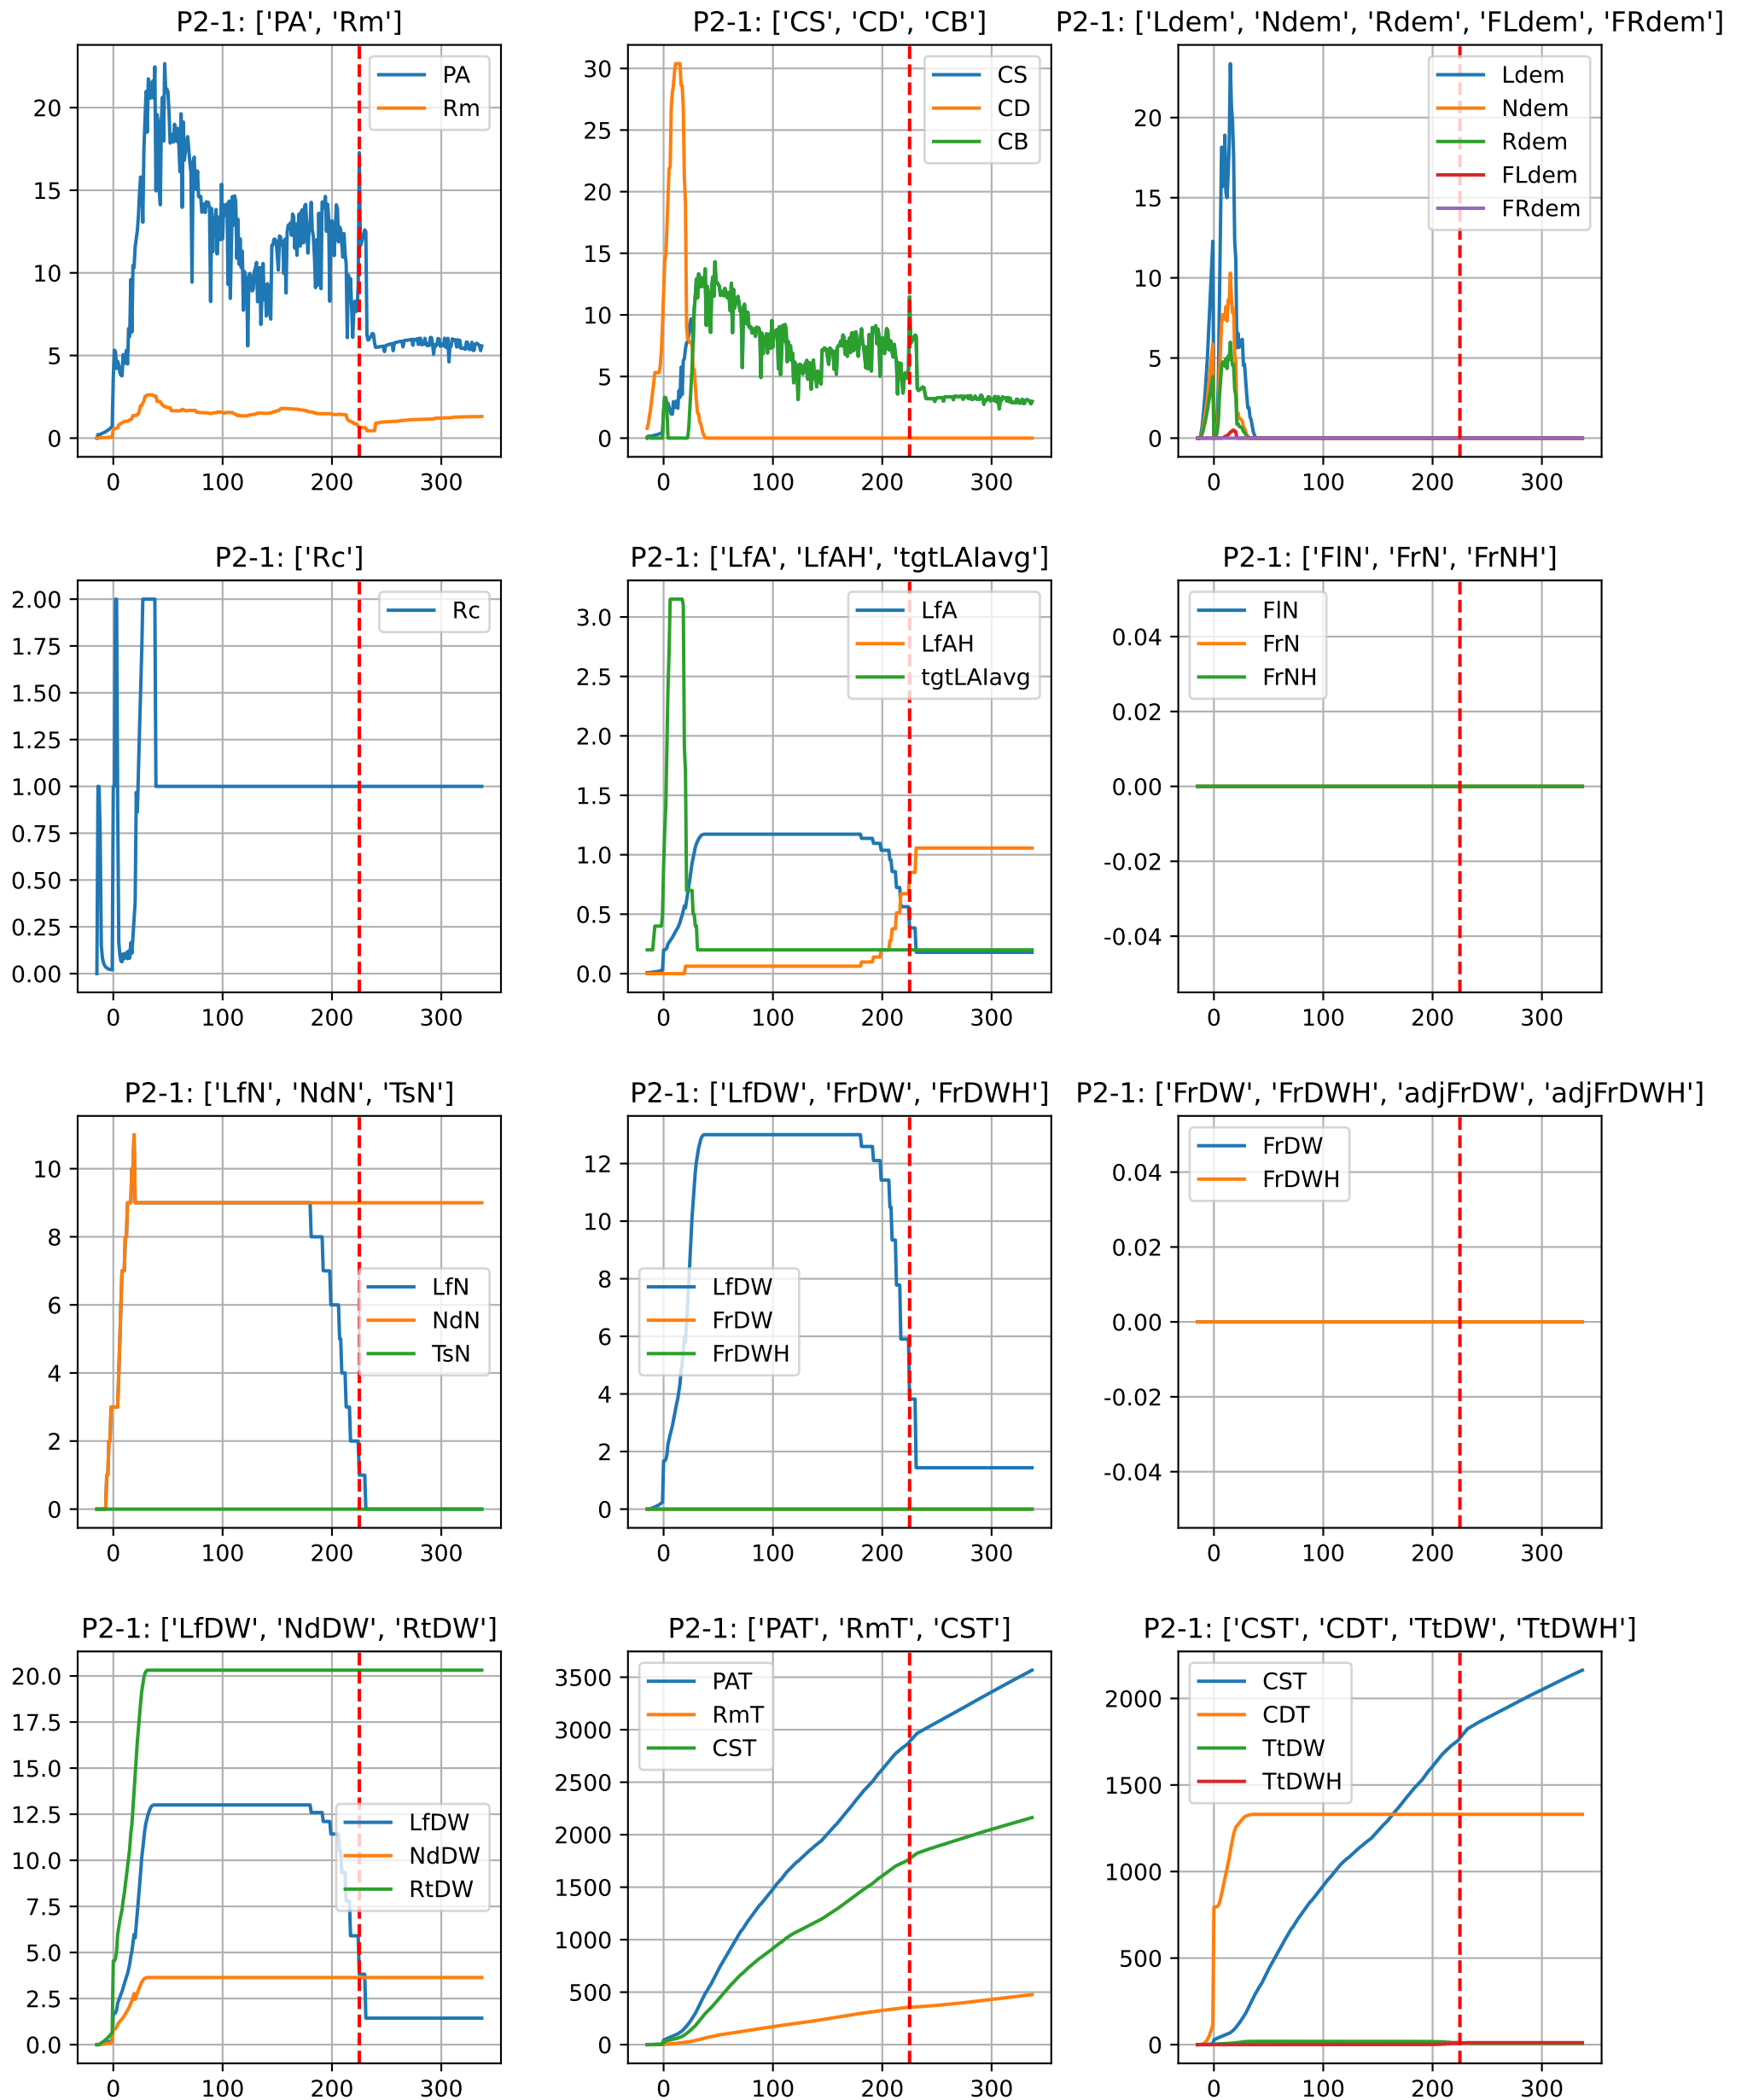 P2-1: ['PA', 'Rm']
20
15
10
5
0
0 100 200 300
PA
Rm
P2-1: ['CS', 'CD', 'CB']
30
25
20
15
10
5
0
0 100 200 300
CS
CD
CB
P2-1: ['Ldem', 'Ndem', 'Rdem', 'FLdem', 'FRdem']
20
15
10
5
0
0 100 200 300
Ldem
Ndem
Rdem
FLdem
FRdem
P2-1: ['Rc']
2.00
1.75
1.50
1.25
1.00
0.75
0.50
0.25
0.00
0 100 200 300
Rc
P2-1: ['LfA', 'LfAH', 'tgtLAIavg']
3.0
2.5
2.0
1.5
1.0
0.5
0.0
0 100 200 300
LfA
LfAH
tgtLAIavg
P2-1: ['FlN', 'FrN', 'FrNH']
0.04
0.02
0.00
-0.02
-0.04
0 100 200 300
FlN
FrN
FrNH
P2-1: ['LfN', 'NdN', 'TsN']
10
8
6
4
2
0
0 100 200 300
LfN
NdN
TsN
P2-1: ['LfDW', 'FrDW', 'FrDWH']
12
10
8
6
4
2
0
0 100 200 300
LfDW
FrDW
FrDWH
P2-1: ['FrDW', 'FrDWH', 'adjFrDW', 'adjFrDWH']
0.04
0.02
0.00
-0.02
-0.04
0 100 200 300
FrDW
FrDWH
P2-1: ['LfDW', 'NdDW', 'RtDW']
20.0
17.5
15.0
12.5
10.0
7.5
5.0
2.5
0.0
0 100 200 300
LfDW
NdDW
RtDW
P2-1: ['PAT', 'RmT', 'CST']
3500
3000
2500
2000
1500
1000
500
0
0 100 200 300
PAT
RmT
CST
P2-1: ['CST', 'CDT', 'TtDW', 'TtDWH']
2000
1500
1000
500
0
0 100 200 300
CST
CDT
TtDW
TtDWH